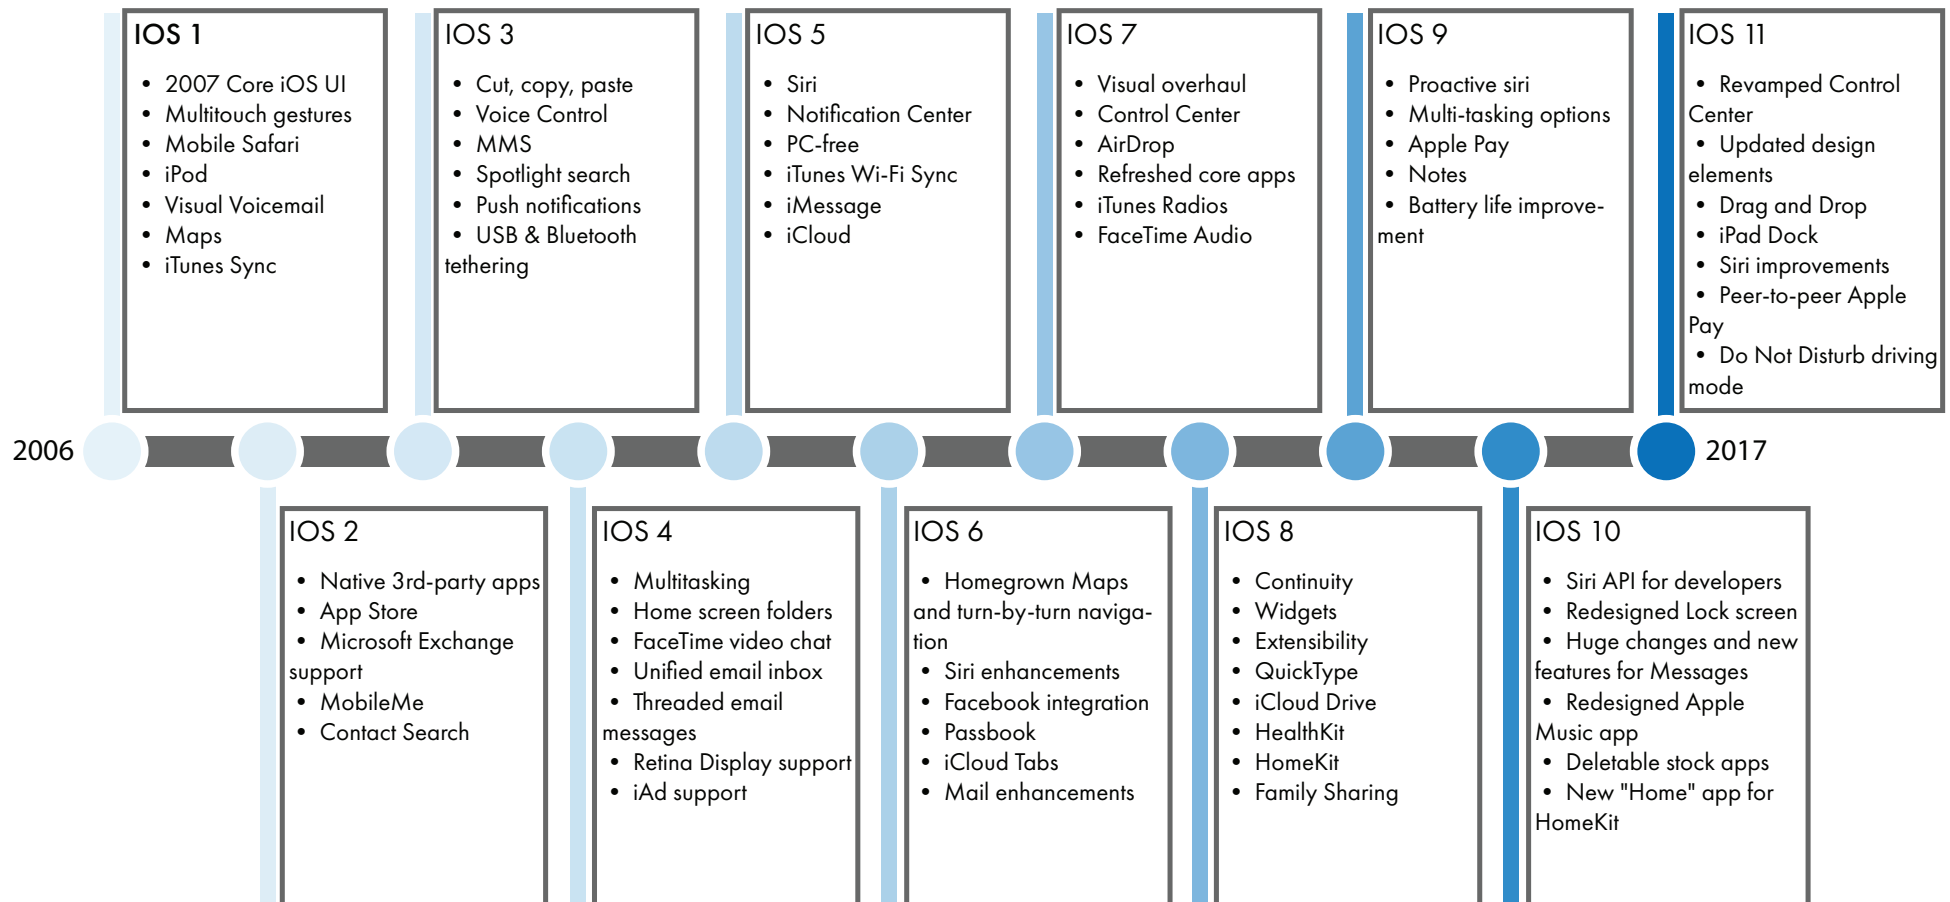 IOS 1
• 2007 Core iOS UI
• Multitouch gestures
• Mobile Safari
• iPod
• Visual Voicemail
• Maps
• iTunes Sync
IOS 3
• Cut, copy, paste
• Voice Control
• MMS
• Spotlight search
• Push notifications
• USB & Bluetooth
tethering
IOS 5
• Siri
• Notification Center
• PC-free
• iTunes Wi-Fi Sync
• iMessage
• iCloud
IOS 7
• Visual overhaul
• Control Center
• AirDrop
• Refreshed core apps
• iTunes Radios
• FaceTime Audio
IOS 9
• Proactive siri
• Multi-tasking options
• Apple Pay
• Notes
• Battery life improve-
ment
IOS 11
• Revamped Control
Center
• Updated design
elements
• Drag and Drop
• iPad Dock
• Siri improvements
• Peer-to-peer Apple
Pay
• Do Not Disturb driving
mode
2006
2017
IOS 2
• Native 3rd-party apps
• App Store
• Microsoft Exchange
support
• MobileMe
• Contact Search
IOS 4
• Multitasking
• Home screen folders
• FaceTime video chat
• Unified email inbox
• Threaded email
messages
• Retina Display support
• iAd support
IOS 6
• Homegrown Maps
and turn-by-turn naviga-
tion
• Siri enhancements
• Facebook integration
• Passbook
• iCloud Tabs
• Mail enhancements
IOS 8
• Continuity
• Widgets
• Extensibility
• QuickType
• iCloud Drive
• HealthKit
• HomeKit
• Family Sharing
IOS 10
• Siri API for developers
• Redesigned Lock screen
• Huge changes and new
features for Messages
• Redesigned Apple
Music app
• Deletable stock apps
• New "Home" app for
HomeKit